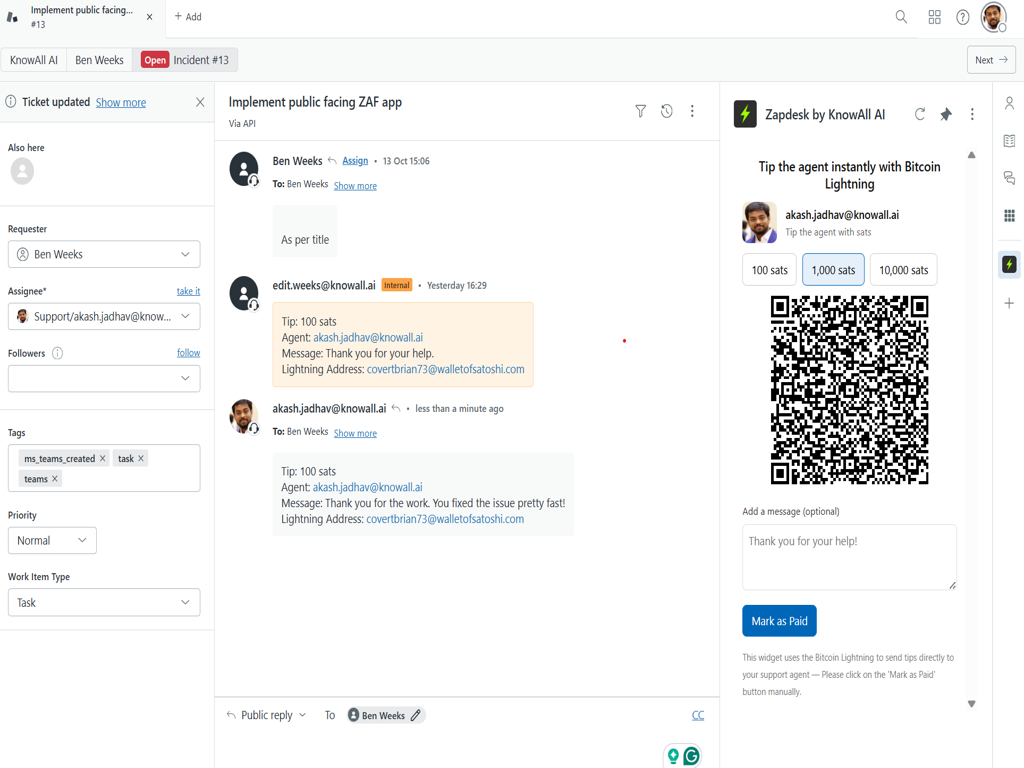 Implement public facing...
#13
+ Add
KnowAll AI
Ben Weeks
Open Incident #13
Next →
Ticket updated Show more
Also here
Requester
Ben Weeks
Assignee* take it
Support/akash.jadhav@know...
Followers follow
Tags
ms_teams_created × task ×
teams ×
Priority
Normal
Work Item Type
Task
Implement public facing ZAF app
Via API
Ben Weeks Assign • 13 Oct 15:06
To: Ben Weeks Show more
As per title
edit.weeks@knowall.ai Internal • Yesterday 16:29
Tip: 100 sats
Agent: akash.jadhav@knowall.ai
Message: Thank you for your help.
Lightning Address: covertbrian73@walletofsatoshi.com
akash.jadhav@knowall.ai • less than a minute ago
To: Ben Weeks Show more
Tip: 100 sats
Agent: akash.jadhav@knowall.ai
Message: Thank you for the work. You fixed the issue pretty fast!
Lightning Address: covertbrian73@walletofsatoshi.com
Public reply To Ben Weeks CC
Zapdesk by KnowAll AI
Tip the agent instantly with Bitcoin
Lightning
akash.jadhav@knowall.ai
Tip the agent with sats
100 sats 1,000 sats 10,000 sats
Add a message (optional)
Thank you for your help!
Mark as Paid
This widget uses the Bitcoin Lightning to send tips directly to
your support agent — Please click on the 'Mark as Paid'
button manually.